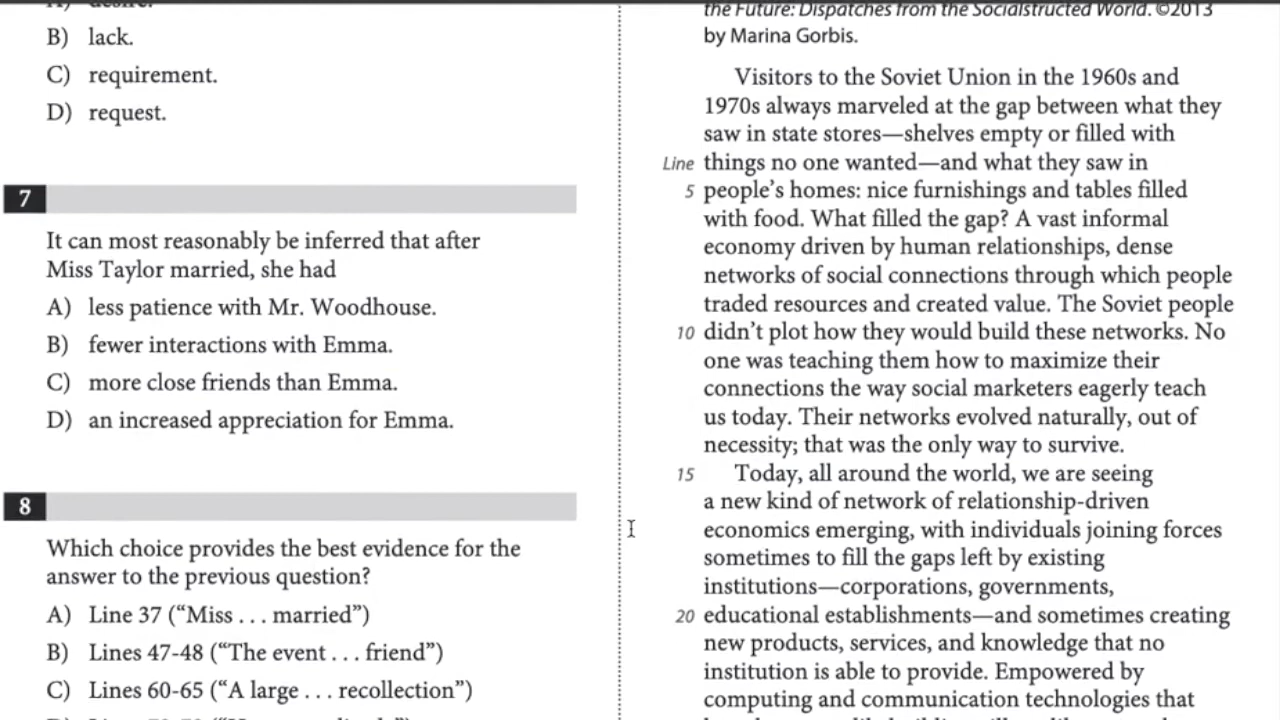 A) desire.
B) lack.
C) requirement.
D) request.
7
It can most reasonably be inferred that after
Miss Taylor married, she had
A) less patience with Mr. Woodhouse.
B) fewer interactions with Emma.
C) more close friends than Emma.
D) an increased appreciation for Emma.
8
Which choice provides the best evidence for the
answer to the previous question?
A) Line 37 (“Miss . . . married”)
B) Lines 47-48 (“The event . . . friend”)
C) Lines 60-65 (“A large . . . recollection”)
the Future: Dispatches from the Socialstructed World. ©2013
by Marina Gorbis.
Visitors to the Soviet Union in the 1960s and
1970s always marveled at the gap between what they
saw in state stores—shelves empty or filled with
Line things no one wanted—and what they saw in
5 people’s homes: nice furnishings and tables filled
with food. What filled the gap? A vast informal
economy driven by human relationships, dense
networks of social connections through which people
traded resources and created value. The Soviet people
10 didn’t plot how they would build these networks. No
one was teaching them how to maximize their
connections the way social marketers eagerly teach
us today. Their networks evolved naturally, out of
necessity; that was the only way to survive.
15 Today, all around the world, we are seeing
a new kind of network of relationship-driven
economics emerging, with individuals joining forces
sometimes to fill the gaps left by existing
institutions—corporations, governments,
20 educational establishments—and sometimes creating
new products, services, and knowledge that no
institution is able to provide. Empowered by
computing and communication technologies that